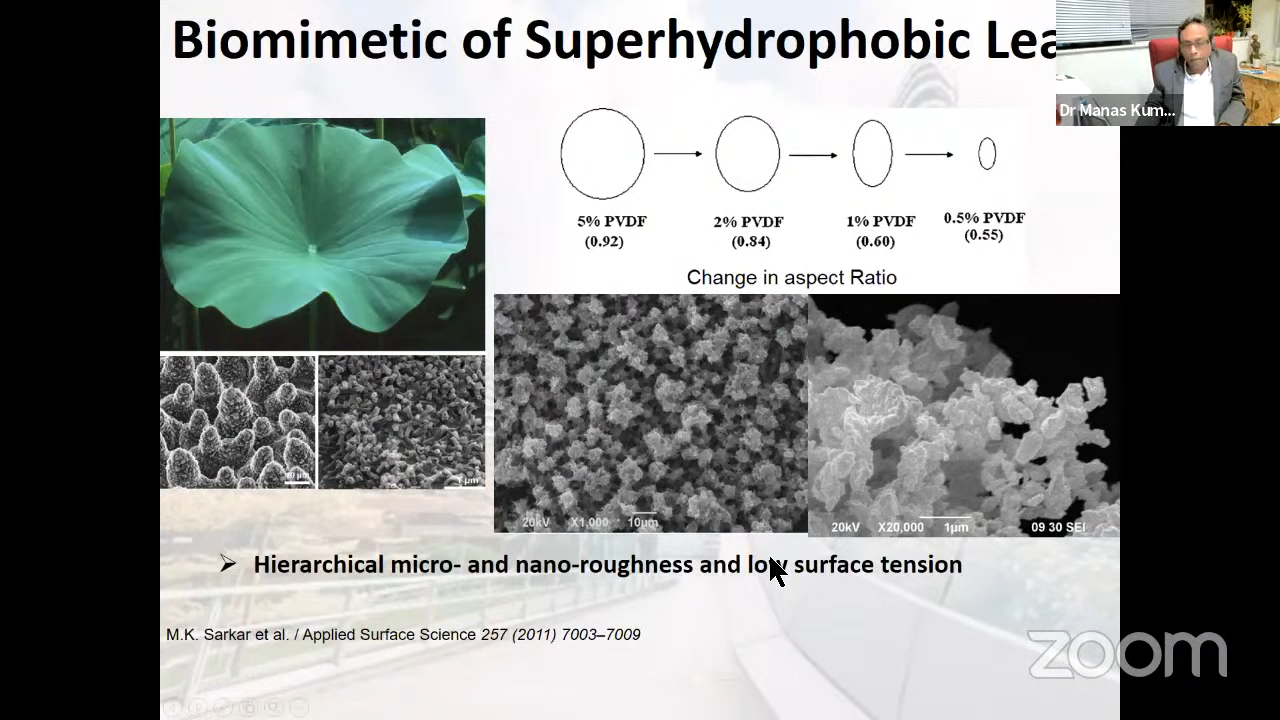 Biomimetic of Superhydrophobic Lea
Dr Manas Kum...
5% PVDF
(0.92)
2% PVDF
(0.84)
1% PVDF
(0.60)
0.5% PVDF
(0.55)
Change in aspect Ratio
20kV X1,000 10µm
20kV X20,000 1µm 09 30 SEI
➢ Hierarchical micro- and nano-roughness and low surface tension
M.K. Sarkar et al. / Applied Surface Science 257 (2011) 7003–7009
zoom